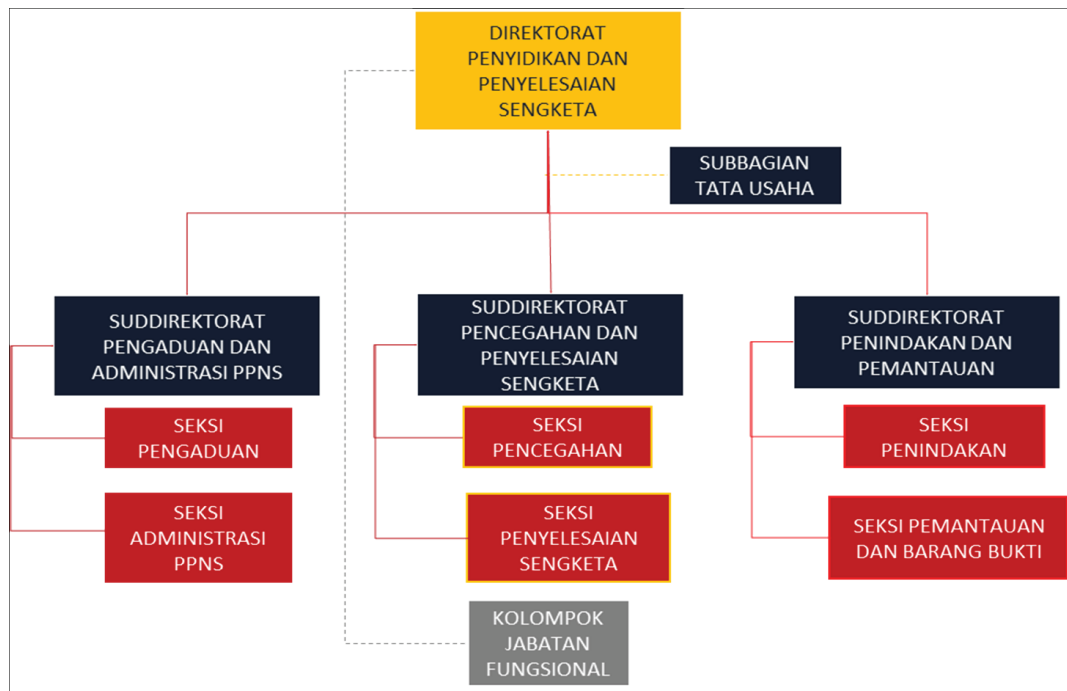 DIREKTORAT
PENYIDIKAN DAN
PENYELESAIAN
SENGKETA
SUBBAGIAN
TATA USAHA
SUDDIREKTORAT
PENGADUAN DAN
ADMINISTRASI PPNS
SUDDIREKTORAT
PENCEGAHAN DAN
PENYELESAIAN
SENGKETA
SUDDIREKTORAT
PENINDAKAN DAN
PEMANTAUAN
SEKSI
PENGADUAN
SEKSI
PENCEGAHAN
SEKSI
PENINDAKAN
SEKSI
ADMINISTRASI
PPNS
SEKSI
PENYELESAIAN
SENGKETA
SEKSI PEMANTAUAN
DAN BARANG BUKTI
KOLOMPOK
JABATAN
FUNGSIONAL